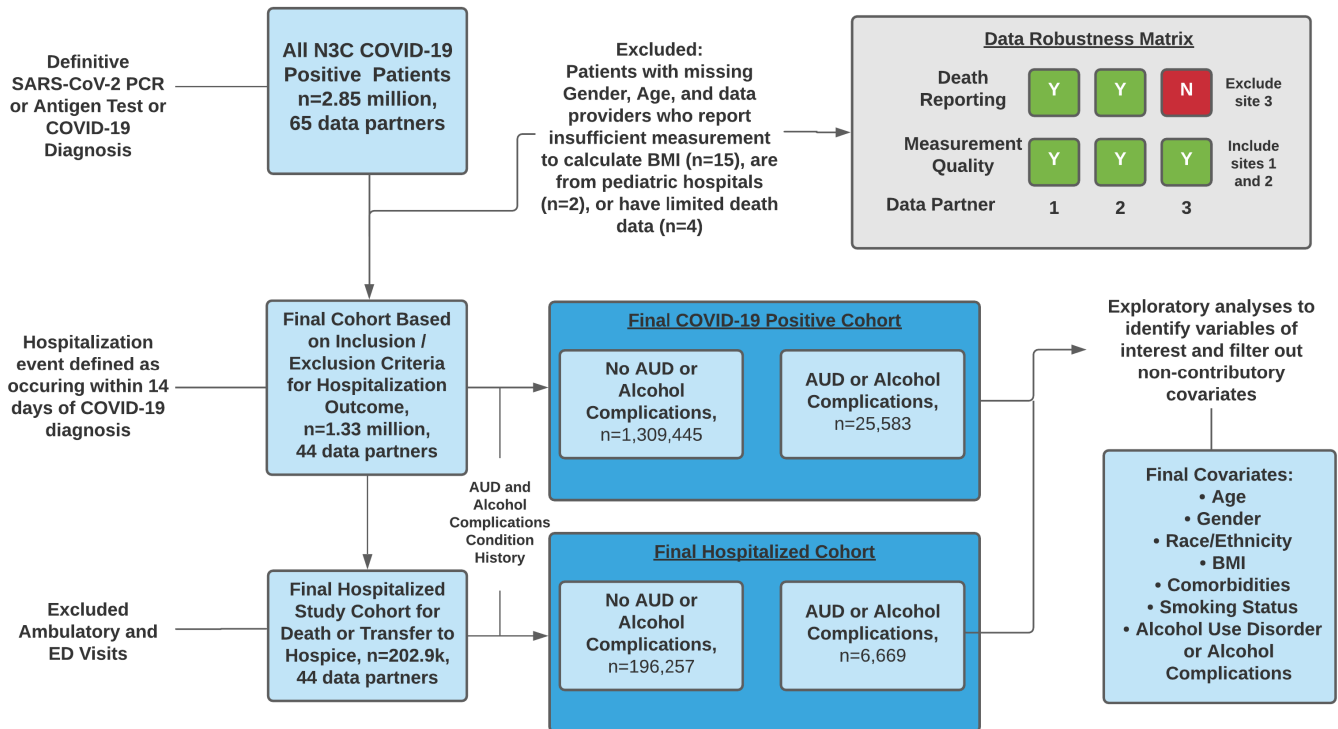 Definitive
SARS-CoV-2 PCR
or Antigen Test or
COVID-19
Diagnosis
All N3C COVID-19
Positive Patients
n=2.85 million,
65 data partners
Excluded:
Patients with missing
Gender, Age, and data
providers who report
insufficient measurement
to calculate BMI (n=15), are
from pediatric hospitals
(n=2), or have limited death
data (n=4)
Data Robustness Matrix
Death
Reporting
Y Y N
Exclude
site 3
Measurement
Quality
Y Y Y
Include
sites 1
and 2
Data Partner 1 2 3
Hospitalization
event defined as
occuring within 14
days of COVID-19
diagnosis
Final Cohort Based
on Inclusion /
Exclusion Criteria
for Hospitalization
Outcome,
n=1.33 million,
44 data partners
Final COVID-19 Positive Cohort
No AUD or
Alcohol
Complications,
n=1,309,445
AUD or Alcohol
Complications,
n=25,583
Exploratory analyses to
identify variables of
interest and filter out
non-contributory
covariates
AUD and
Alcohol
Complications
Condition
History
Excluded
Ambulatory and
ED Visits
Final Hospitalized
Study Cohort for
Death or Transfer to
Hospice, n=202.9k,
44 data partners
Final Hospitalized Cohort
No AUD or
Alcohol
Complications,
n=196,257
AUD or Alcohol
Complications,
n=6,669
Final Covariates:
• Age
• Gender
• Race/Ethnicity
• BMI
• Comorbidities
• Smoking Status
• Alcohol Use Disorder
or Alcohol
Complications